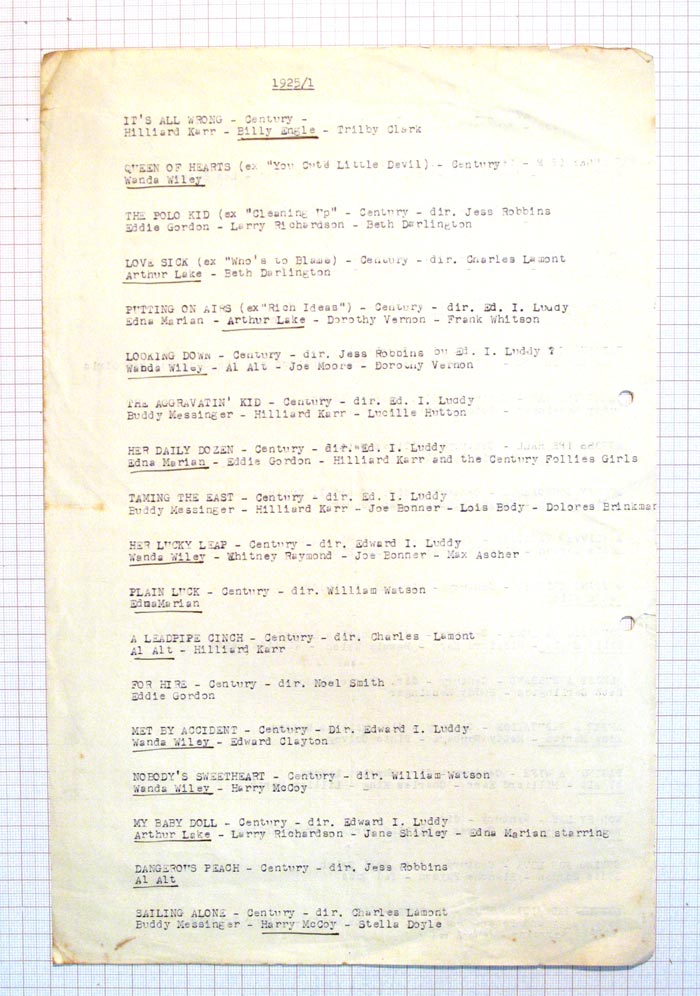 1925/1
IT'S ALL WRONG - Century -
Hilliard Karr - Billy Engle - Trilby Clark
QUEEN OF HEARTS (ex "You Cute Little Devil) - Century
Wanda Wiley
THE POLO KID (ex "Cleaning Up" - Century - dir. Jess Robbins
Eddie Gordon - Larry Richardson - Beth Darlington
LOVE SICK (ex "Who's to Blame) - Century - dir. Charles Lamont
Arthur Lake - Beth Darlington
PUTTING ON AIRS (ex"Rich Ideas") - Century - dir. Ed. I. Luddy
Edna Marian - Arthur Lake - Dorothy Vernon - Frank Whitson
LOOKING DOWN - Century - dir. Jess Robbins ou Ed. I. Luddy ?
Wanda Wiley - Al Alt - Joe Moore - Dorothy Vernon
THE AGGRAVATIN' KID - Century - dir. Ed. I. Luddy
Buddy Messinger - Hilliard Karr - Lucille Hutton
HER DAILY DOZEN - Century - dir. Ed. I. Luddy
Edna Marian - Eddie Gordon - Hilliard Karr and the Century Follies Girls
TAMING THE EAST - Century - dir. Ed. I. Luddy
Buddy Messinger - Hilliard Karr - Joe Bonner - Lois Body - Dolores Brinkman
HER LUCKY LEAP - Century - dir. Edward I. Luddy
Wanda Wiley - Whitney Raymond - Joe Bonner - Max Ascher
PLAIN LUCK - Century - dir. William Watson
EdnaMarian
A LEADPIPE CINCH - Century - dir. Charles Lamont
Al Alt - Hilliard Karr
FOR HIRE - Century - dir. Noel Smith
Eddie Gordon
MET BY ACCIDENT - Century - Dir. Edward I. Luddy
Wanda Wiley - Edward Clayton
NOBODY'S SWEETHEART - Century - dir. William Watson
Wanda Wiley - Harry McCoy
MY BABY DOLL - Century - dir. Edward I. Luddy
Arthur Lake - Larry Richardson - Jane Shirley - Edna Marian starring
DANGEROUS PEACH - Century - dir. Jess Robbins
Al Alt
SAILING ALONE - Century - dir. Charles Lamont
Buddy Messinger - Harry McCoy - Stella Doyle